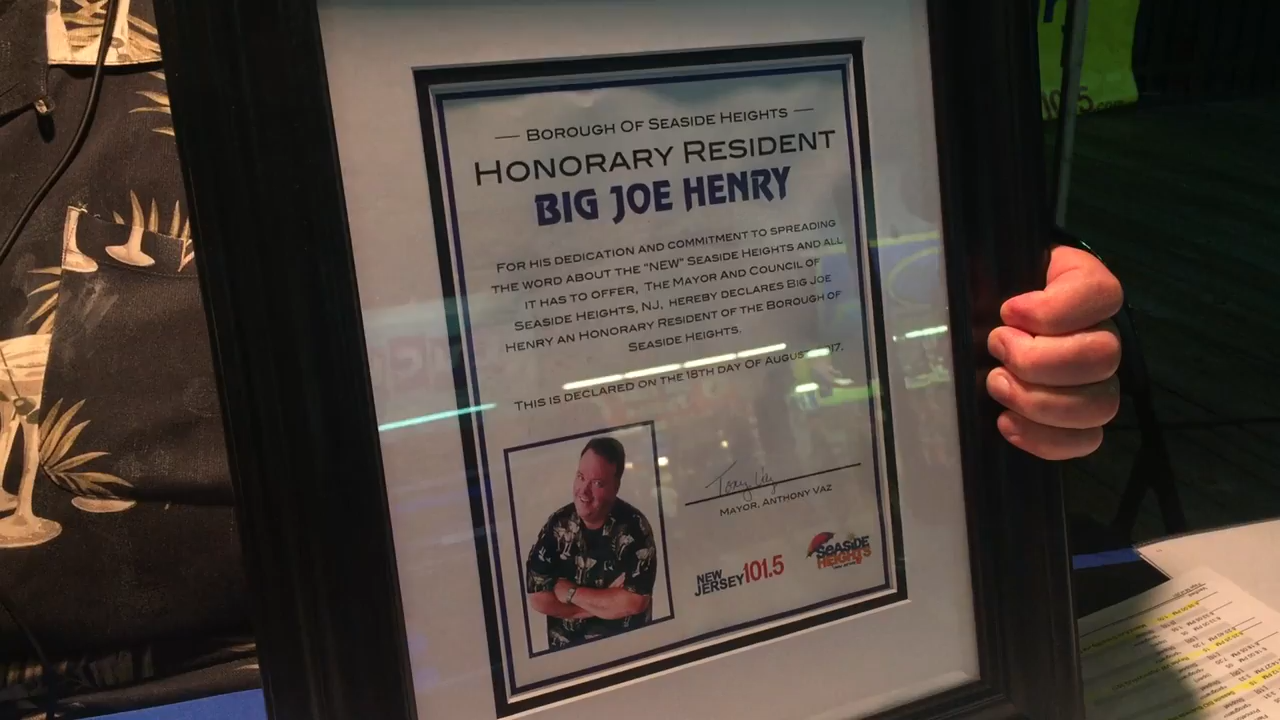 — BOROUGH OF SEASIDE HEIGHTS —
HONORARY RESIDENT
BIG JOE HENRY
FOR HIS DEDICATION AND COMMITMENT TO SPREADING
THE WORD ABOUT THE "NEW" SEASIDE HEIGHTS AND ALL
IT HAS TO OFFER, THE MAYOR AND COUNCIL OF
SEASIDE HEIGHTS, NJ, HEREBY DECLARES BIG JOE
HENRY AN HONORARY RESIDENT OF THE BOROUGH OF
SEASIDE HEIGHTS.
THIS IS DECLARED ON THE 18TH DAY OF
MAYOR, ANTHONY VAZ
NEW JERSEY 101.5
SEASIDE
HEIGHTS